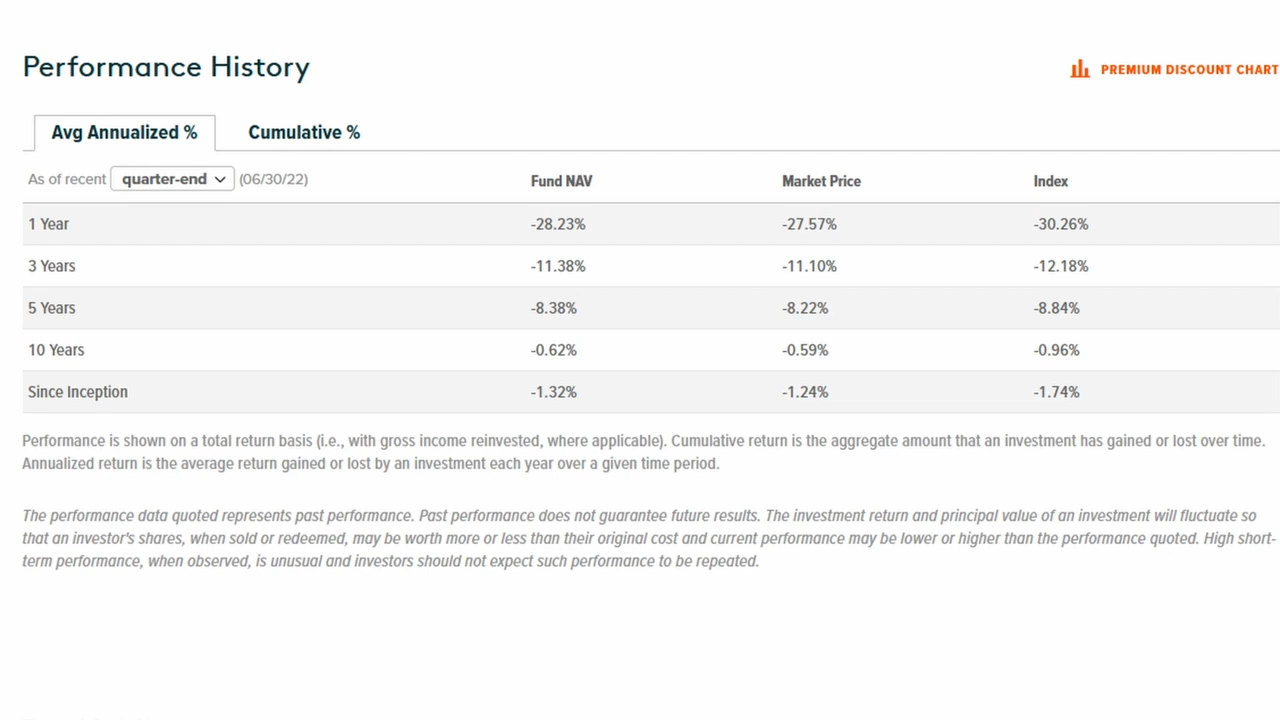 Performance History
PREMIUM DISCOUNT CHART
Avg Annualized % Cumulative %
As of recent quarter-end (06/30/22) Fund NAV Market Price Index
1 Year -28.23% -27.57% -30.26%
3 Years -11.38% -11.10% -12.18%
5 Years -8.38% -8.22% -8.84%
10 Years -0.62% -0.59% -0.96%
Since Inception -1.32% -1.24% -1.74%
Performance is shown on a total return basis (i.e., with gross income reinvested, where applicable). Cumulative return is the aggregate amount that an investment has gained or lost over time.
Annualized return is the average return gained or lost by an investment each year over a given time period.
The performance data quoted represents past performance. Past performance does not guarantee future results. The investment return and principal value of an investment will fluctuate so
that an investor's shares, when sold or redeemed, may be worth more or less than their original cost and current performance may be lower or higher than the performance quoted. High short-
term performance, when observed, is unusual and investors should not expect such performance to be repeated.